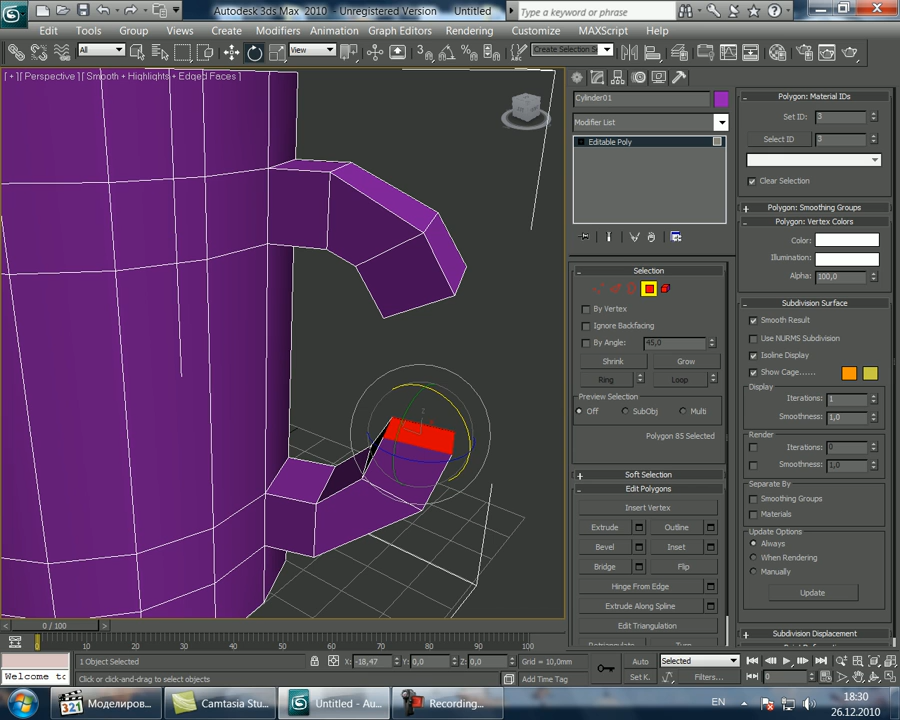 Autodesk 3ds Max 2010 - Unregistered Version Untitled
Type a keyword or phrase
Edit Tools Group Views Create Modifiers Animation Graph Editors Rendering Customize MAXScript Help
All View Create Selection S
[ + ][ Perspective ][ Smooth + Highlights + Edged Faces ]
Cylinder01
Modifier List
Editable Poly
Selection
By Vertex
Ignore Backfacing
By Angle: 45,0
Shrink Grow
Ring Loop
Preview Selection
Off SubObj Multi
Polygon 85 Selected
Soft Selection
Edit Polygons
Insert Vertex
Extrude Outline
Bevel Inset
Bridge Flip
Hinge From Edge
Extrude Along Spline
Edit Triangulation
Retriangulate Turn
Polygon: Material IDs
Set ID: 3
Select ID 3
Clear Selection
Polygon: Smoothing Groups
Polygon: Vertex Colors
Color:
Illumination:
Alpha: 100,0
Subdivision Surface
Smooth Result
Use NURMS Subdivision
Isoline Display
Show Cage......
Display
Iterations: 1
Smoothness: 1,0
Render
Iterations: 0
Smoothness: 1,0
Separate By
Smoothing Groups
Materials
Update Options
Always
When Rendering
Manually
Update
Subdivision Displacement
0 / 100
0 10 20 30 40 50 60 70 80 90 100
1 Object Selected X: -18,47 Y: 0,0 Z: 0,0 Grid = 10,0mm Auto Selected
Welcome to Click or click-and-drag to select objects Add Time Tag Set K. Filters... 0
Моделиров... Camtasia Stu... Untitled - Au... Recording... EN 18:30
26.12.2010